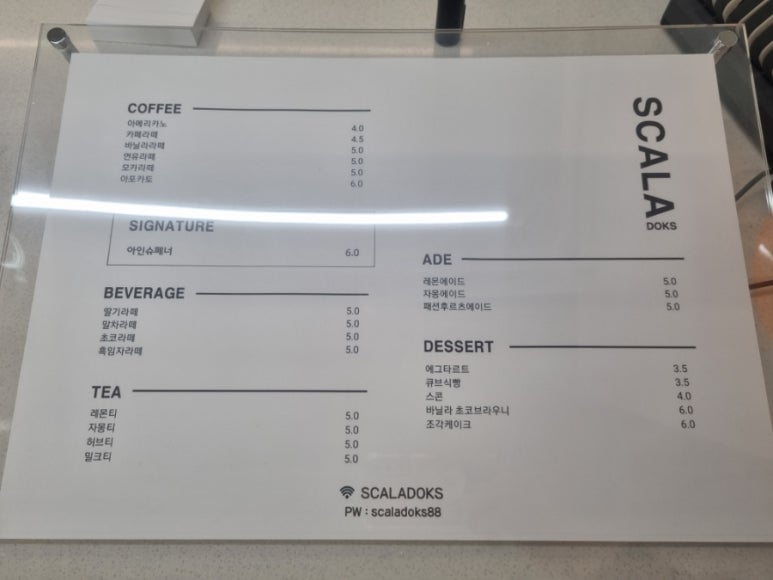 COFFEE
아메리카노 4.0
카페라떼 4.5
바닐라라떼 5.0
연유라떼 5.0
모카라떼 5.0
아포카토 6.0
SIGNATURE
아인슈패너 6.0
BEVERAGE
딸기라떼 5.0
말차라떼 5.0
초코라떼 5.0
흑임자라떼 5.0
TEA
레몬티 5.0
자몽티 5.0
허브티 5.0
밀크티 5.0
SCALA
DOKS
ADE
레몬에이드 5.0
자몽에이드 5.0
패션후르츠에이드 5.0
DESSERT
에그타르트 3.5
큐브식빵 3.5
스콘 4.0
바닐라 초코브라우니 6.0
조각케이크 6.0
SCALADOKS
PW : scaladoks88